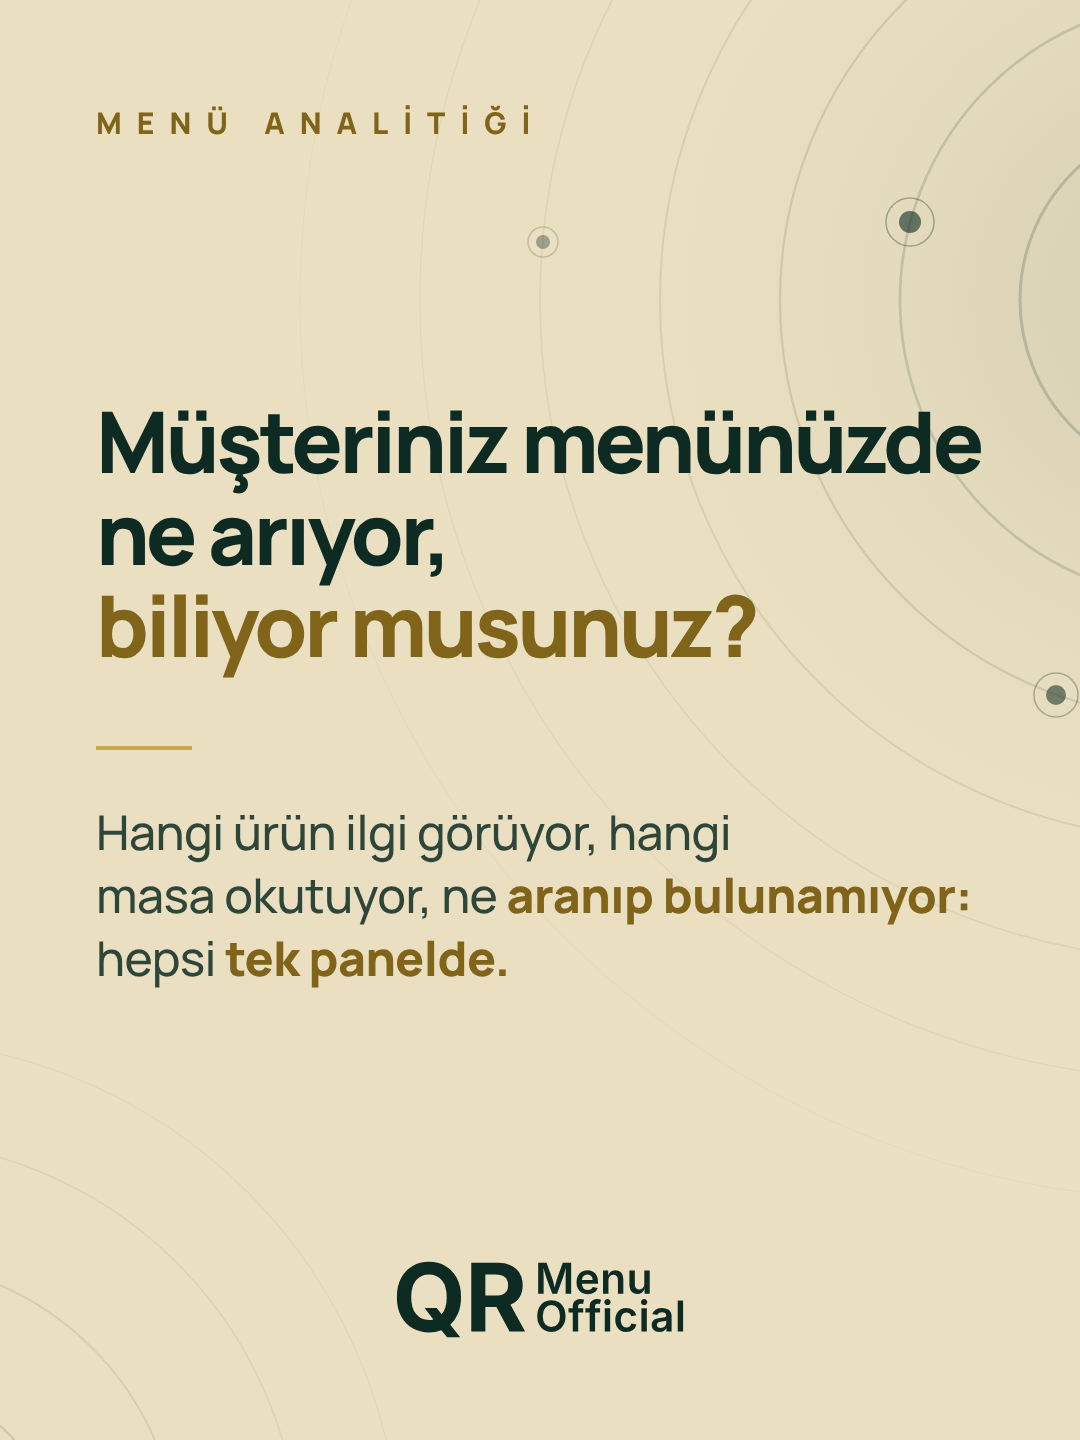 MENÜ ANALİTİĞİ
Müşteriniz menünüzde
ne arıyor,
biliyor musunuz?
Hangi ürün ilgi görüyor, hangi
masa okutuyor, ne aranıp bulunamıyor:
hepsi tek panelde.
QR Menu
Official